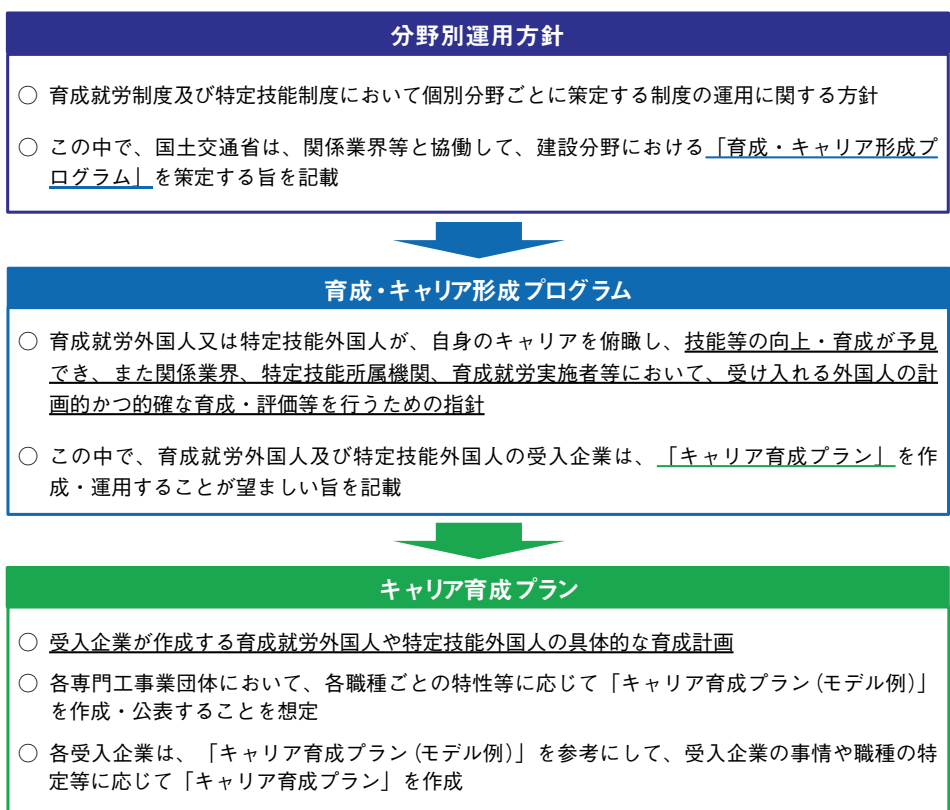 分野別運用方針
○ 育成就労制度及び特定技能制度において個別分野ごとに策定する制度の運用に関する方針
○ この中で、国土交通省は、関係業界等と協働して、建設分野における「育成・キャリア形成プ
ログラム」を策定する旨を記載
育成・キャリア形成プログラム
○ 育成就労外国人又は特定技能外国人が、自身のキャリアを俯瞰し、技能等の向上・育成が予見
でき、また関係業界、特定技能所属機関、育成就労実施者等において、受け入れる外国人の計
画的かつ的確な育成・評価等を行うための指針
○ この中で、育成就労外国人及び特定技能外国人の受入企業は、「キャリア育成プラン」を作
成・運用することが望ましい旨を記載
キャリア育成プラン
○ 受入企業が作成する育成就労外国人や特定技能外国人の具体的な育成計画
○ 各専門工事業団体において、各職種ごとの特性等に応じて「キャリア育成プラン(モデル例)」
を作成・公表することを想定
○ 各受入企業は、「キャリア育成プラン(モデル例)」を参考にして、受入企業の事情や職種の特
定等に応じて「キャリア育成プラン」を作成